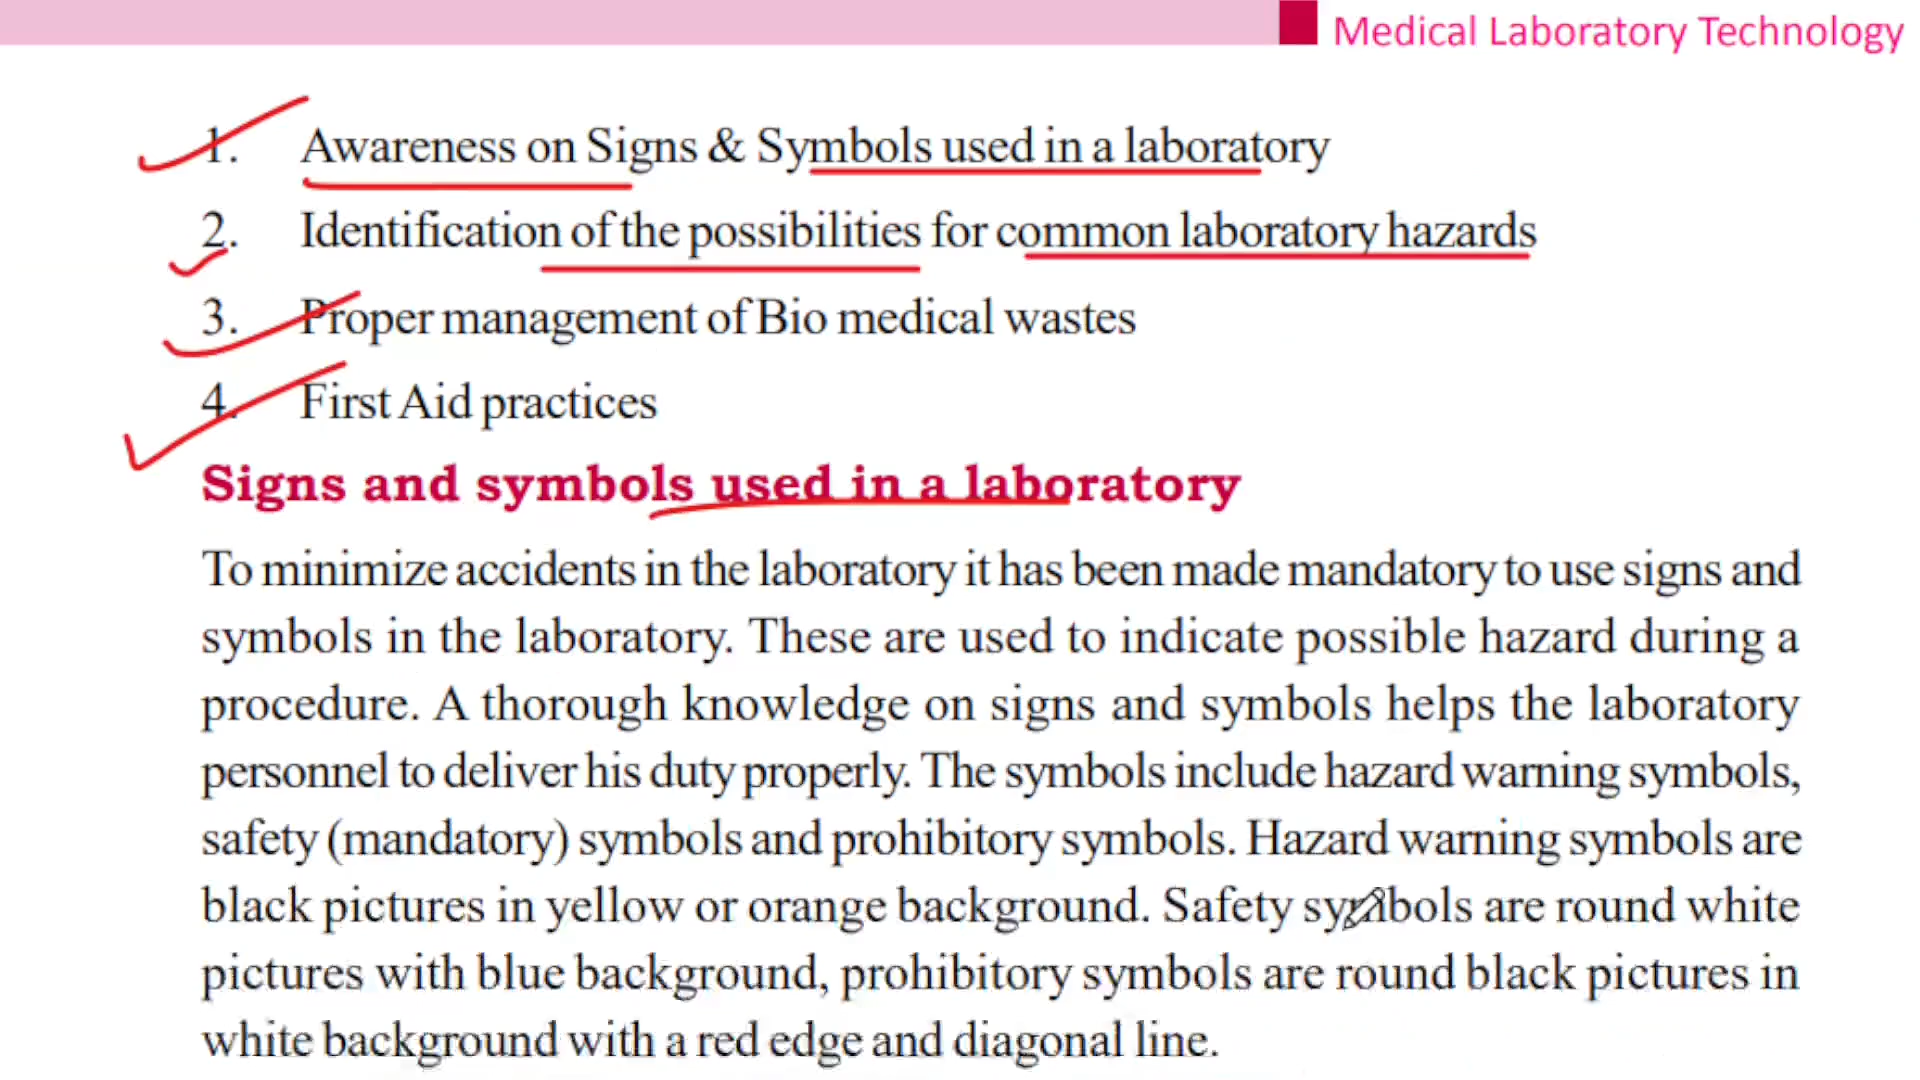 Medical Laboratory Technology
1. Awareness on Signs & Symbols used in a laboratory
2. Identification of the possibilities for common laboratory hazards
3. Proper management of Bio medical wastes
4. First Aid practices
Signs and symbols used in a laboratory
To minimize accidents in the laboratory it has been made mandatory to use signs and
symbols in the laboratory. These are used to indicate possible hazard during a
procedure. A thorough knowledge on signs and symbols helps the laboratory
personnel to deliver his duty properly. The symbols include hazard warning symbols,
safety (mandatory) symbols and prohibitory symbols. Hazard warning symbols are
black pictures in yellow or orange background. Safety symbols are round white
pictures with blue background, prohibitory symbols are round black pictures in
white background with a red edge and diagonal line.